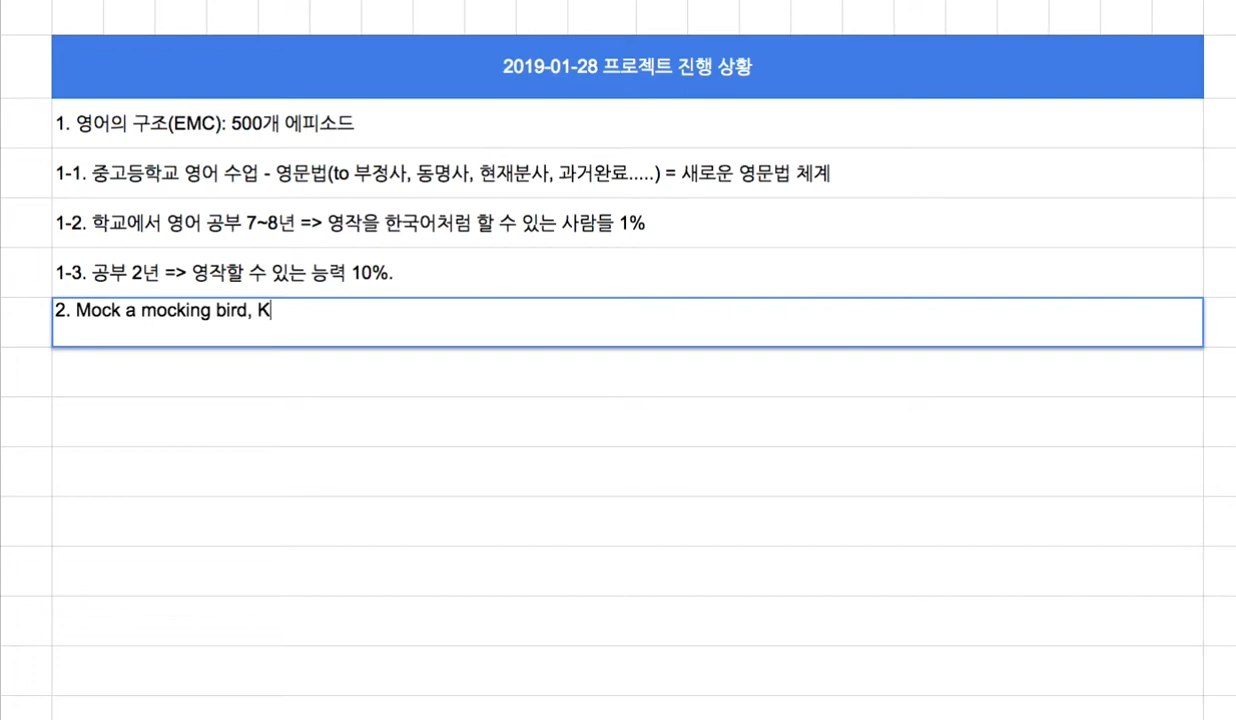 2019-01-28 프로젝트 진행 상황
1. 영어의 구조(EMC): 500개 에피소드
1-1. 중고등학교 영어 수업 - 영문법(to 부정사, 동명사, 현재분사, 과거완료.....) = 새로운 영문법 체계
1-2. 학교에서 영어 공부 7~8년 => 영작을 한국어처럼 할 수 있는 사람들 1%
1-3. 공부 2년 => 영작할 수 있는 능력 10%.
2. Mock a mocking bird, K